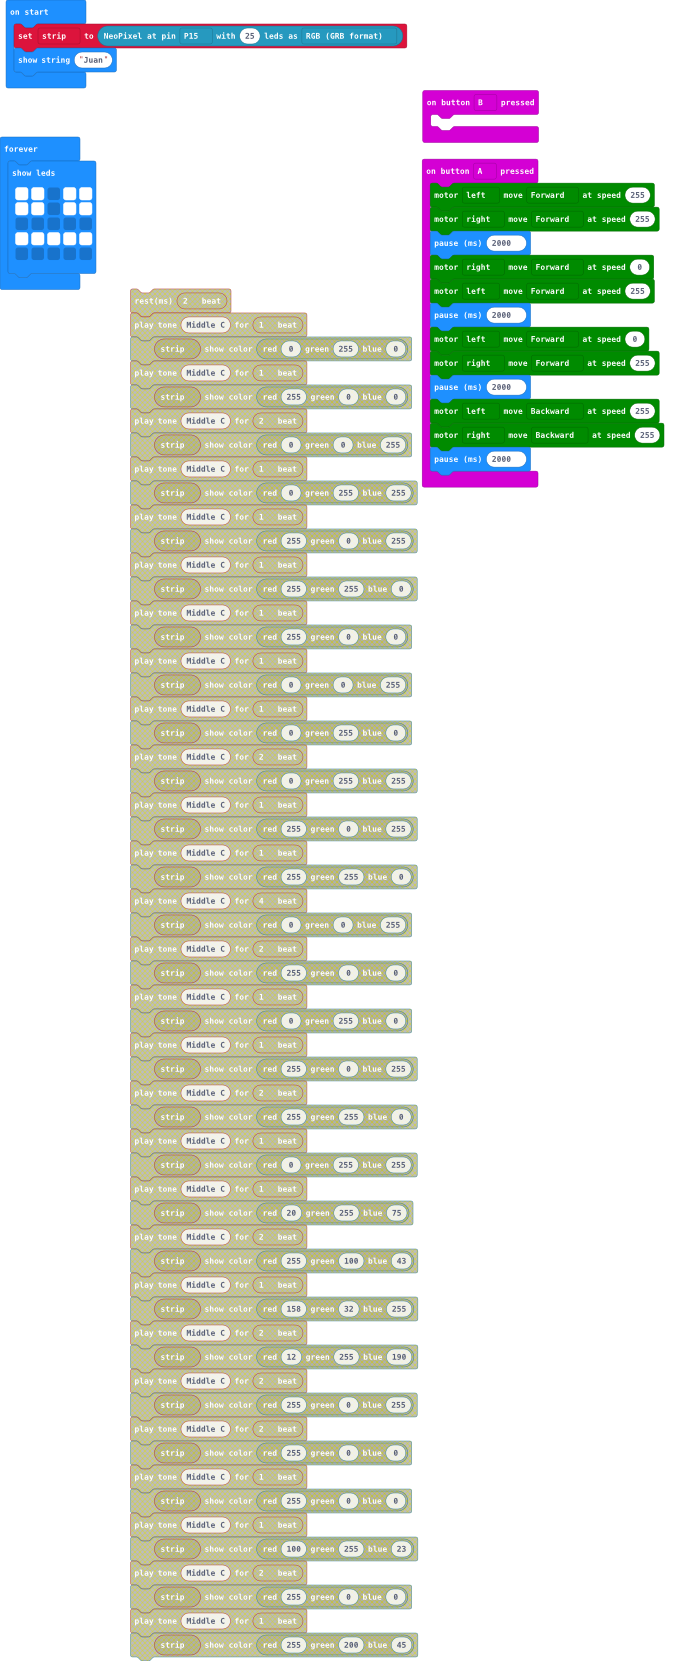 on start
set strip to NeoPixel at pin P15 with 25 leds as RGB (GRB format)
show string "Juan"
on button B pressed
forever
show leds
on button A pressed
motor left move Forward at speed 255
motor right move Forward at speed 255
pause (ms) 2000
motor right move Forward at speed 0
motor left move Forward at speed 255
pause (ms) 2000
motor left move Forward at speed 0
motor right move Forward at speed 255
pause (ms) 2000
motor left move Backward at speed 255
motor right move Backward at speed 255
pause (ms) 2000
rest(ms) 2 beat
play tone Middle C for 1 beat
strip show color red 0 green 255 blue 0
play tone Middle C for 1 beat
strip show color red 255 green 0 blue 0
play tone Middle C for 2 beat
strip show color red 0 green 0 blue 255
play tone Middle C for 1 beat
strip show color red 0 green 255 blue 255
play tone Middle C for 1 beat
strip show color red 255 green 0 blue 255
play tone Middle C for 1 beat
strip show color red 255 green 255 blue 0
play tone Middle C for 1 beat
strip show color red 255 green 0 blue 0
play tone Middle C for 1 beat
strip show color red 0 green 0 blue 255
play tone Middle C for 1 beat
strip show color red 0 green 255 blue 0
play tone Middle C for 2 beat
strip show color red 0 green 255 blue 255
play tone Middle C for 1 beat
strip show color red 255 green 0 blue 255
play tone Middle C for 1 beat
strip show color red 255 green 255 blue 0
play tone Middle C for 4 beat
strip show color red 0 green 0 blue 255
play tone Middle C for 2 beat
strip show color red 255 green 0 blue 0
play tone Middle C for 1 beat
strip show color red 0 green 255 blue 0
play tone Middle C for 1 beat
strip show color red 255 green 0 blue 255
play tone Middle C for 2 beat
strip show color red 255 green 255 blue 0
play tone Middle C for 1 beat
strip show color red 0 green 255 blue 255
play tone Middle C for 1 beat
strip show color red 20 green 255 blue 75
play tone Middle C for 2 beat
strip show color red 255 green 100 blue 43
play tone Middle C for 1 beat
strip show color red 158 green 32 blue 255
play tone Middle C for 2 beat
strip show color red 12 green 255 blue 190
play tone Middle C for 2 beat
strip show color red 255 green 0 blue 255
play tone Middle C for 2 beat
strip show color red 255 green 0 blue 0
play tone Middle C for 1 beat
strip show color red 255 green 0 blue 0
play tone Middle C for 1 beat
strip show color red 100 green 255 blue 23
play tone Middle C for 2 beat
strip show color red 255 green 0 blue 0
play tone Middle C for 1 beat
strip show color red 255 green 200 blue 45